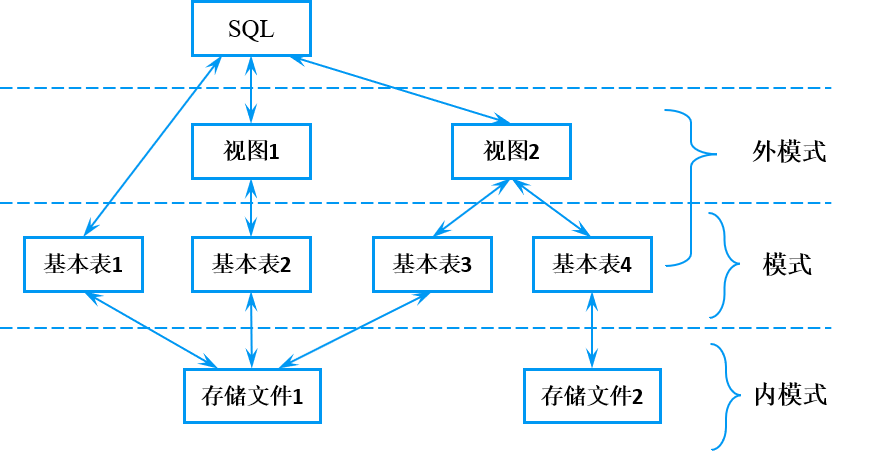 SQL
视图1
视图2
外模式
基本表1
基本表2
基本表3
基本表4
模式
存储文件1
存储文件2
内模式